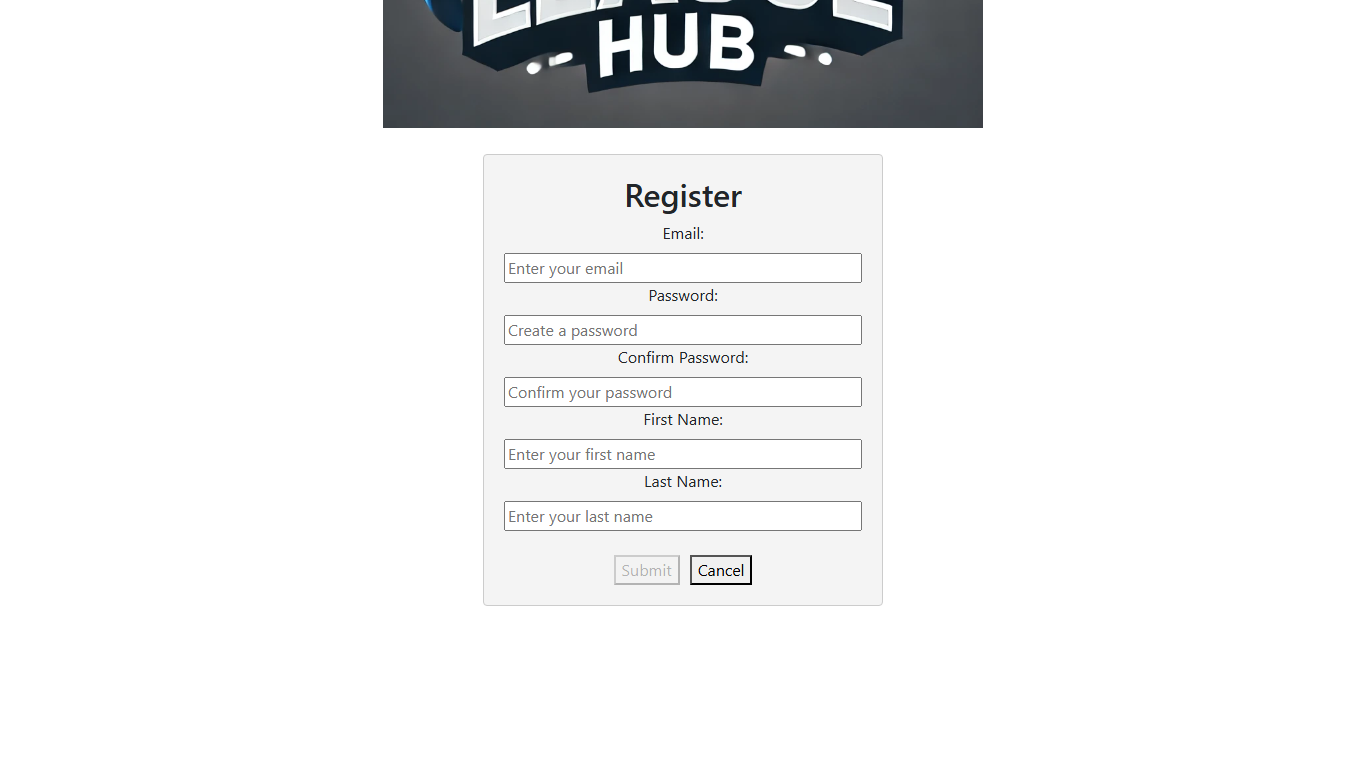 LEAGUE
HUB
Register
Email:
Enter your email
Password:
Create a password
Confirm Password:
Confirm your password
First Name:
Enter your first name
Last Name:
Enter your last name
Submit Cancel